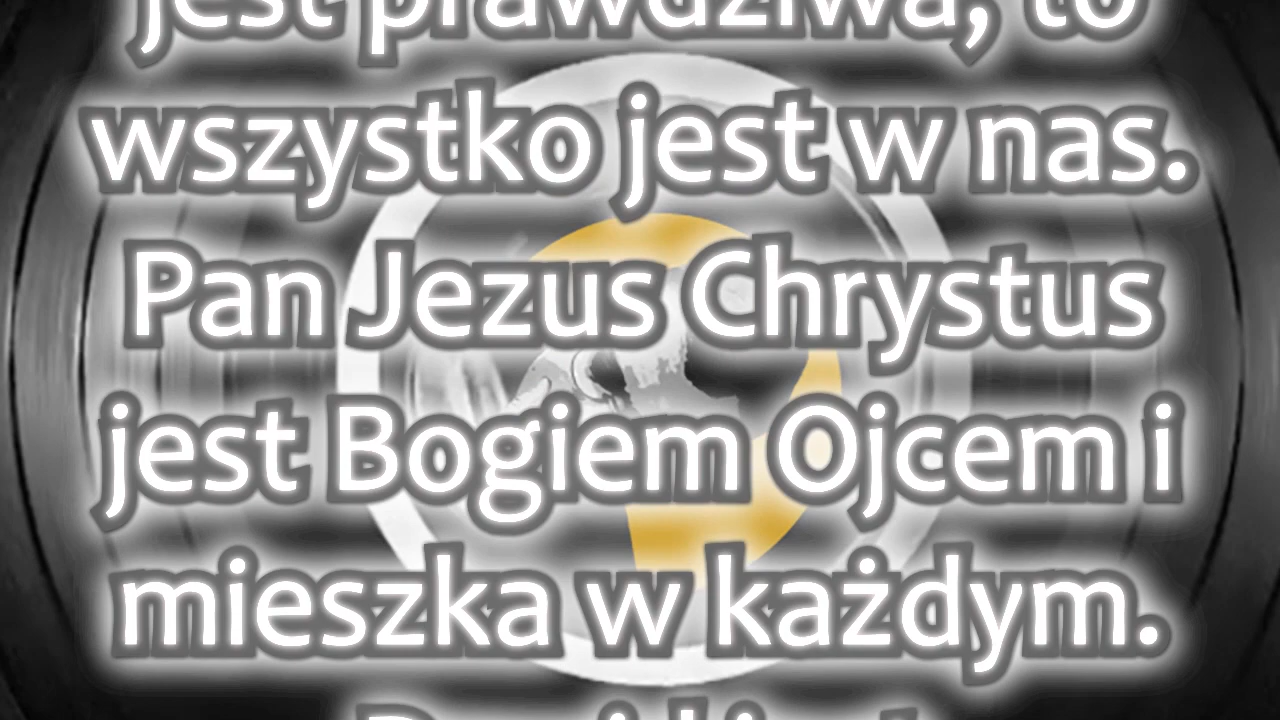 jest prawdziwa, to
wszystko jest w nas.
Pan Jezus Chrystus
jest Bogiem Ojcem i
mieszka w każdym.